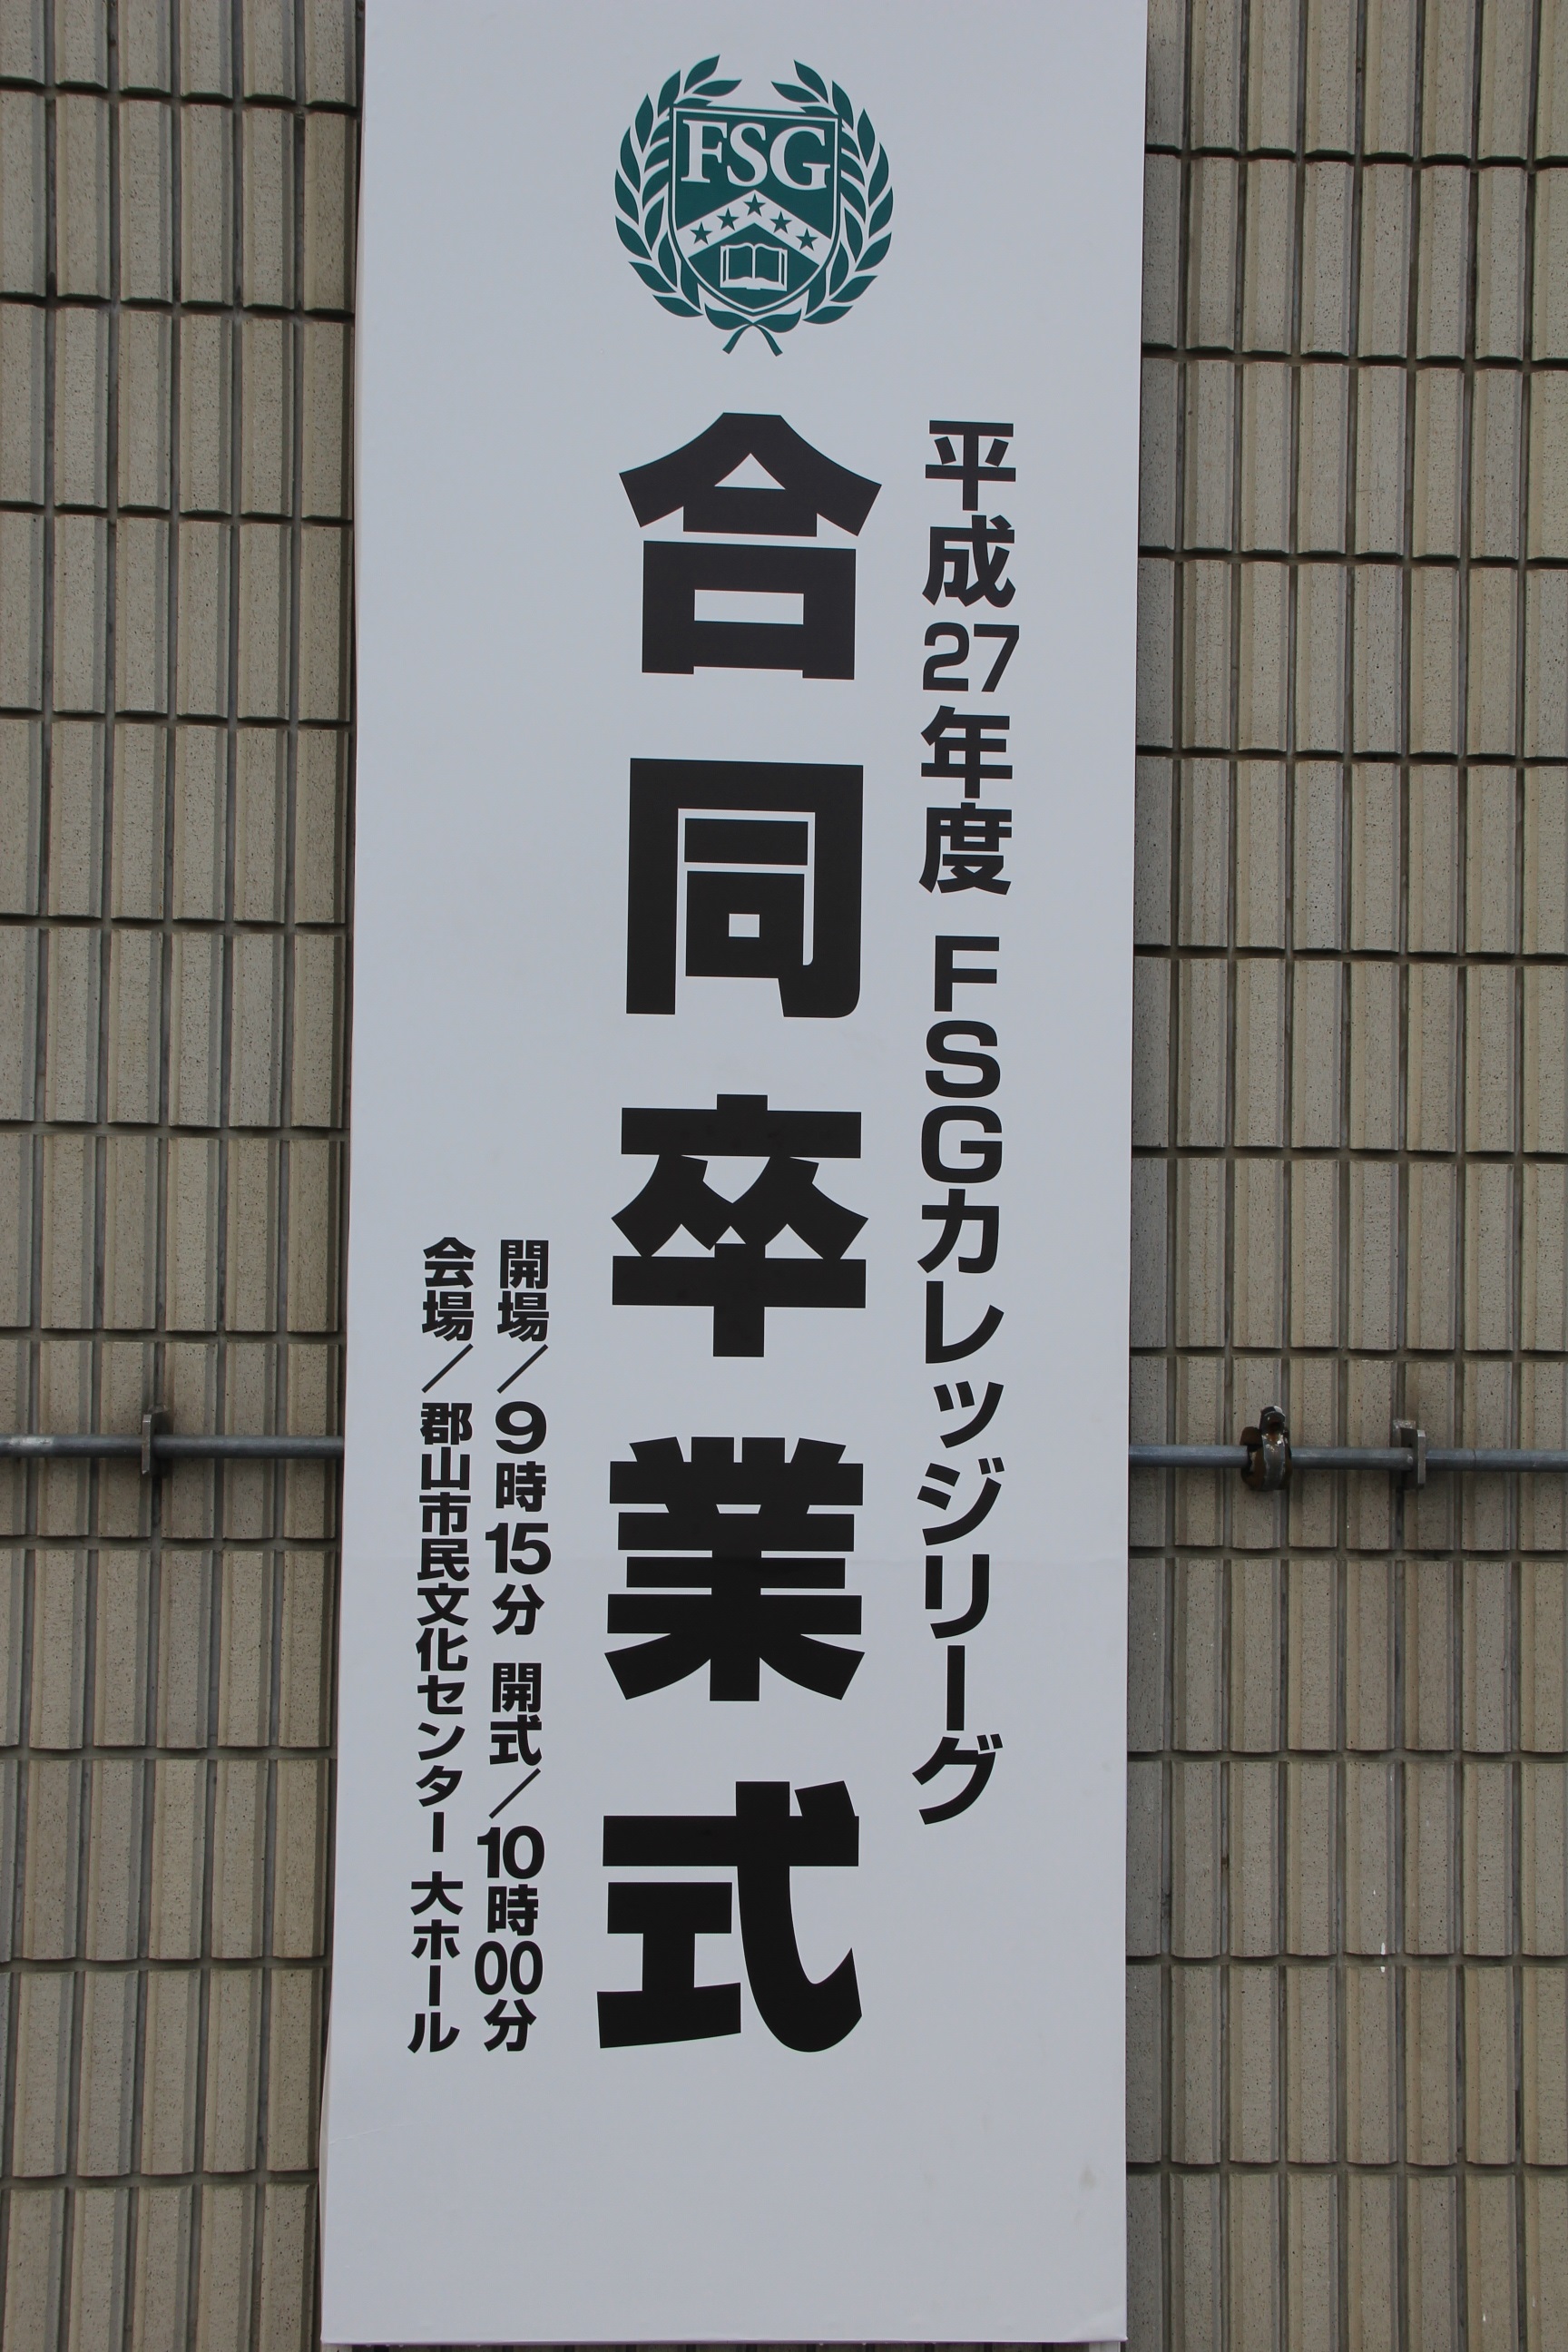 FSG
平成27年度 FSGカレッジリーグ
合同卒業式
開場／9時15分 開式／10時00分
会場／郡山市民文化センター 大ホール